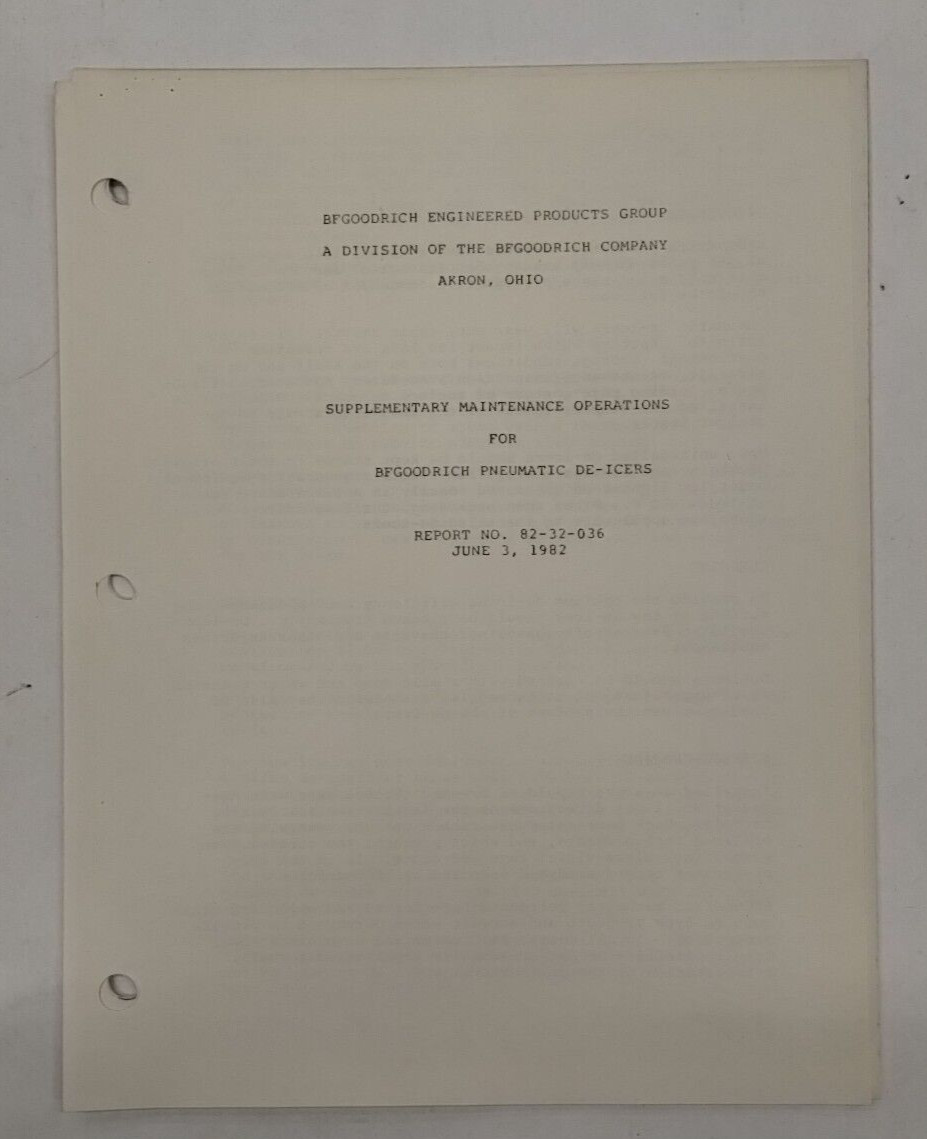 BFGOODRICH ENGINEERED PRODUCTS GROUP
A DIVISION OF THE BFGOODRICH COMPANY
AKRON, OHIO
SUPPLEMENTARY MAINTENANCE OPERATIONS
FOR
BFGOODRICH PNEUMATIC DE-ICERS
REPORT NO. 82-32-036
JUNE 3, 1982